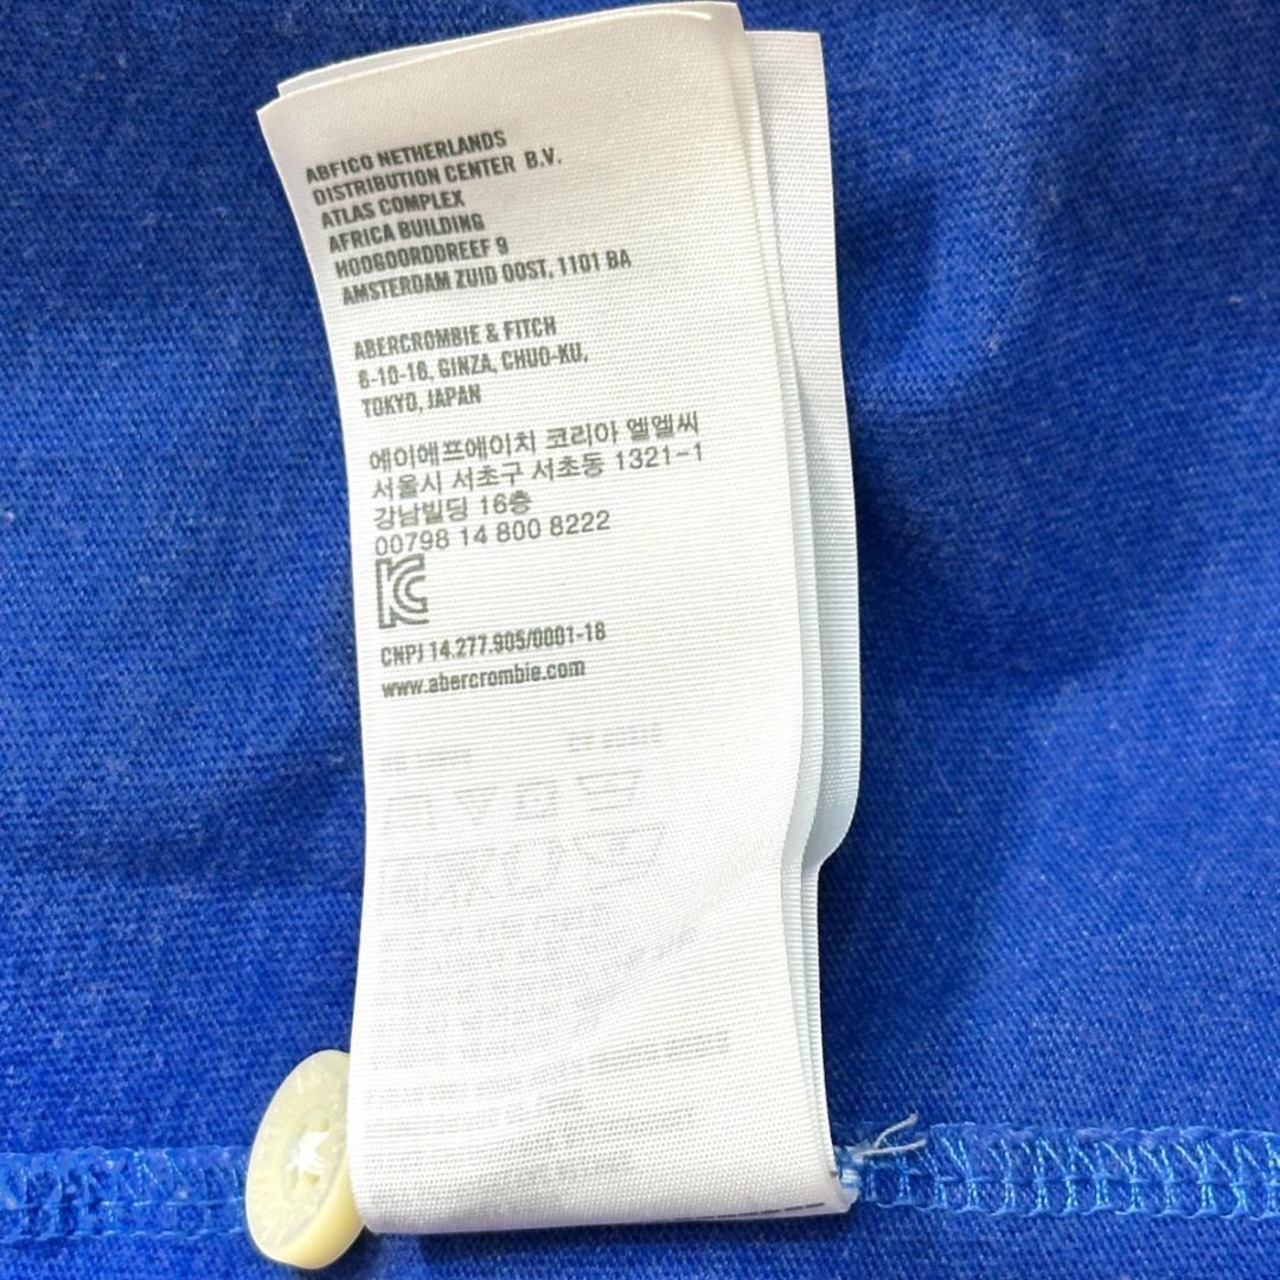 ABFICO NETHERLANDS
DISTRIBUTION CENTER B.V.
ATLAS COMPLEX
AFRICA BUILDING
HOOGOORDDREEF 9
AMSTERDAM ZUID OOST, 1101 BA
ABERCROMBIE & FITCH
6-10-16, GINZA, CHUO-KU,
TOKYO, JAPAN
에이에프에이치 코리아 엘엘씨
서울시 서초구 서초동 1321-1
강남빌딩 16층
00798 14 800 8222
KC
CNPJ 14.277.905/0001-18
www.abercrombie.com